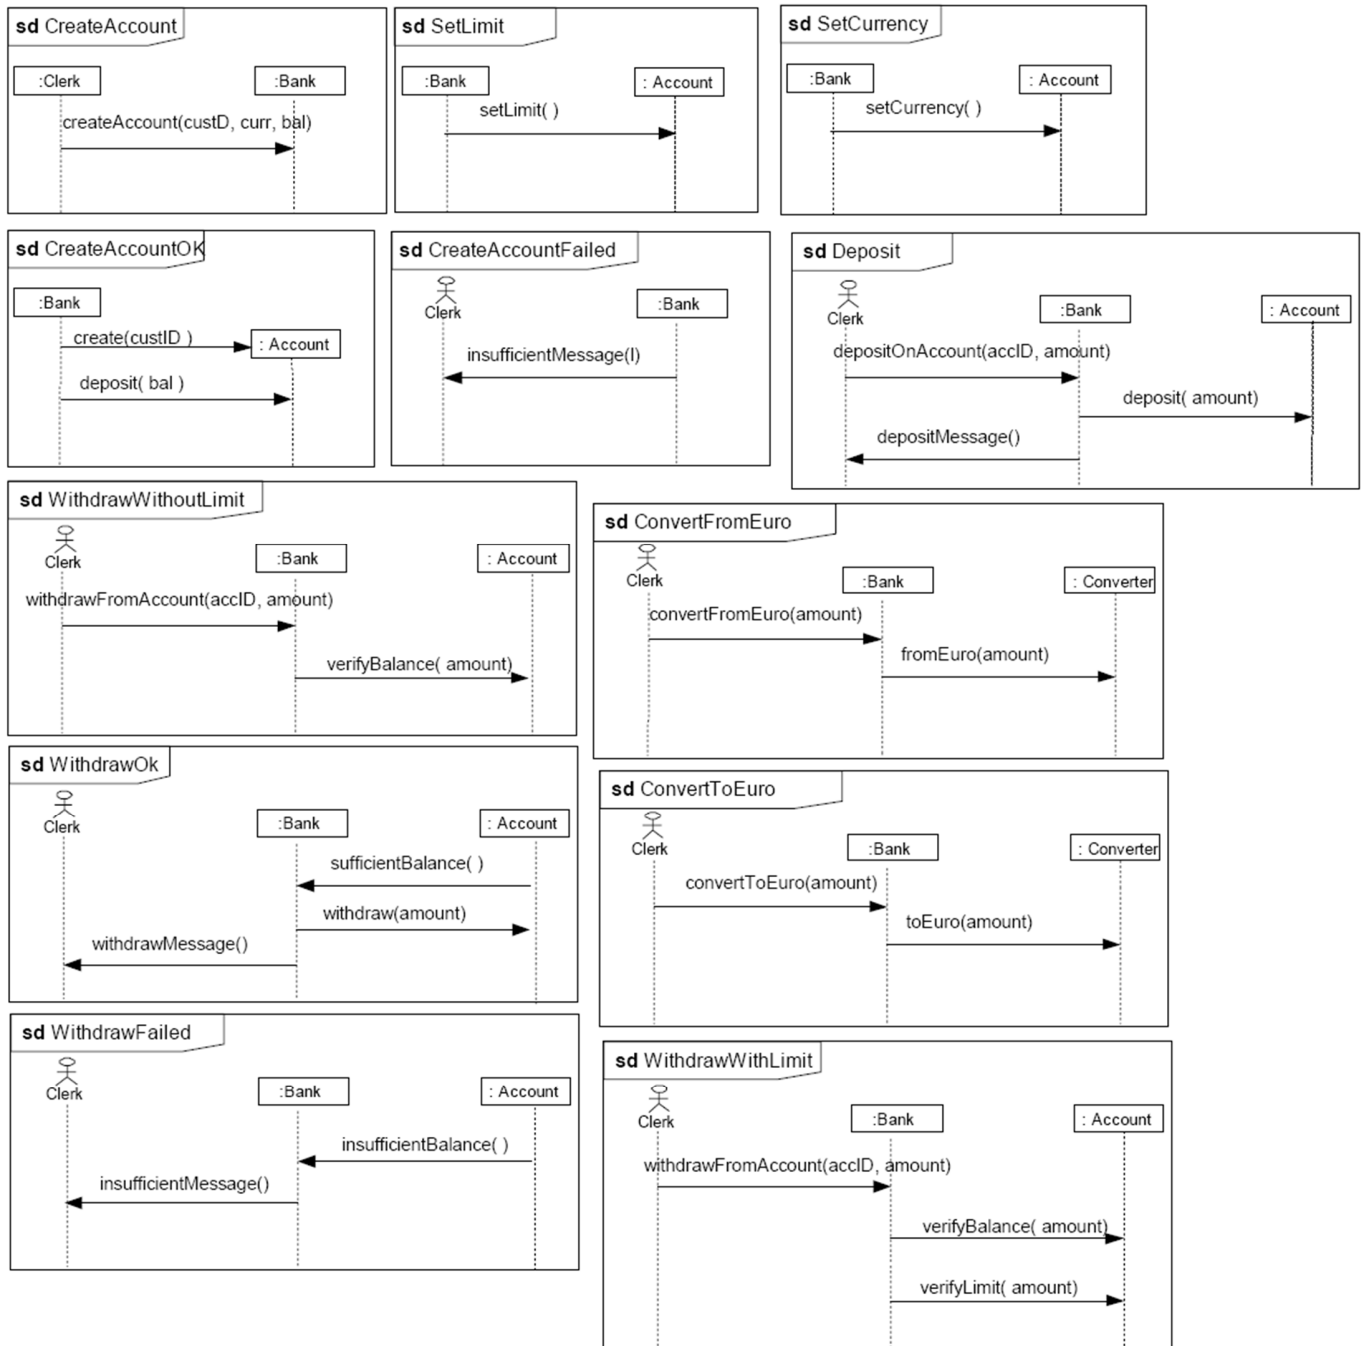 sd CreateAccount
:Clerk
:Bank
createAccount(custD, curr, bal)
sd SetLimit
:Bank
: Account
setLimit( )
sd SetCurrency
:Bank
: Account
setCurrency( )
sd CreateAccountOK
:Bank
create(custID )
: Account
deposit( bal )
sd CreateAccountFailed
Clerk
:Bank
insufficientMessage(l)
sd Deposit
Clerk
:Bank
: Account
depositOnAccount(accID, amount)
deposit( amount)
depositMessage()
sd WithdrawWithoutLimit
Clerk
:Bank
: Account
withdrawFromAccount(accID, amount)
verifyBalance( amount)
sd ConvertFromEuro
Clerk
:Bank
: Converter
convertFromEuro(amount)
fromEuro(amount)
sd WithdrawOk
Clerk
:Bank
: Account
sufficientBalance( )
withdraw(amount)
withdrawMessage()
sd ConvertToEuro
Clerk
:Bank
: Converter
convertToEuro(amount)
toEuro(amount)
sd WithdrawFailed
Clerk
:Bank
: Account
insufficientBalance( )
insufficientMessage()
sd WithdrawWithLimit
Clerk
:Bank
: Account
withdrawFromAccount(accID, amount)
verifyBalance( amount)
verifyLimit( amount)